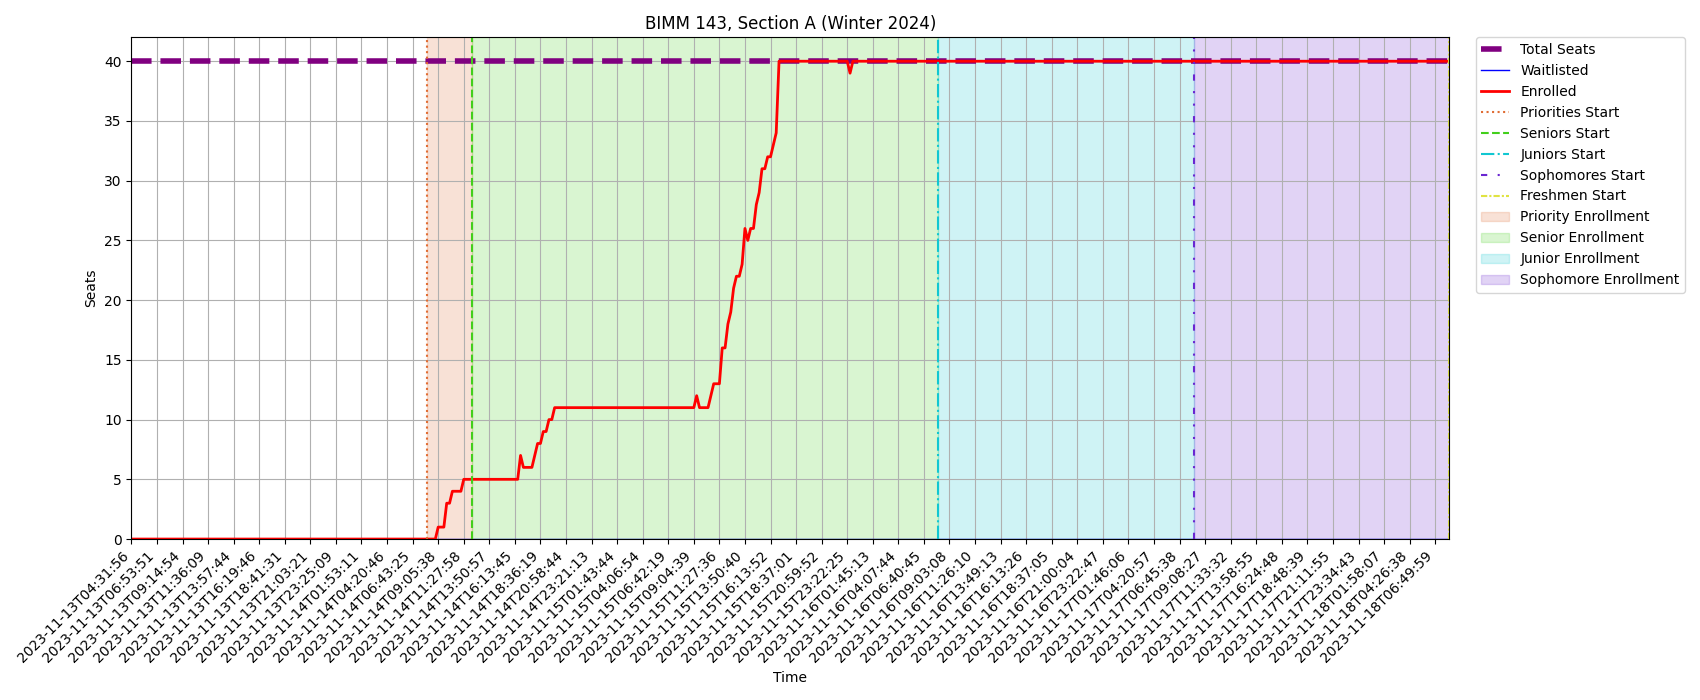 BIMM 143, Section A (Winter 2024)
Seats
40
35
30
25
20
15
10
5
0
2023-11-13T04:31:56
2023-11-13T06:53:51
2023-11-13T09:14:54
2023-11-13T11:36:09
2023-11-13T13:57:44
2023-11-13T16:19:46
2023-11-13T18:41:31
2023-11-13T21:03:21
2023-11-13T23:25:09
2023-11-14T01:53:11
2023-11-14T04:20:46
2023-11-14T06:43:25
2023-11-14T09:05:38
2023-11-14T11:27:58
2023-11-14T13:50:57
2023-11-14T16:13:45
2023-11-14T18:36:19
2023-11-14T20:58:44
2023-11-14T23:21:13
2023-11-15T01:43:44
2023-11-15T04:06:54
2023-11-15T06:42:19
2023-11-15T09:04:39
2023-11-15T11:27:36
2023-11-15T13:50:40
2023-11-15T16:13:52
2023-11-15T18:37:01
2023-11-15T20:59:52
2023-11-15T23:22:25
2023-11-16T01:45:13
2023-11-16T04:07:44
2023-11-16T06:40:45
2023-11-16T09:03:08
2023-11-16T11:26:10
2023-11-16T13:49:13
2023-11-16T16:13:26
2023-11-16T18:37:05
2023-11-16T21:00:04
2023-11-16T23:22:47
2023-11-17T01:46:06
2023-11-17T04:20:57
2023-11-17T06:45:38
2023-11-17T09:08:27
2023-11-17T11:33:32
2023-11-17T13:58:55
2023-11-17T16:24:48
2023-11-17T18:48:39
2023-11-17T21:11:55
2023-11-17T23:34:43
2023-11-18T01:58:07
2023-11-18T04:26:38
2023-11-18T06:49:59
Time
Total Seats
Waitlisted
Enrolled
Priorities Start
Seniors Start
Juniors Start
Sophomores Start
Freshmen Start
Priority Enrollment
Senior Enrollment
Junior Enrollment
Sophomore Enrollment